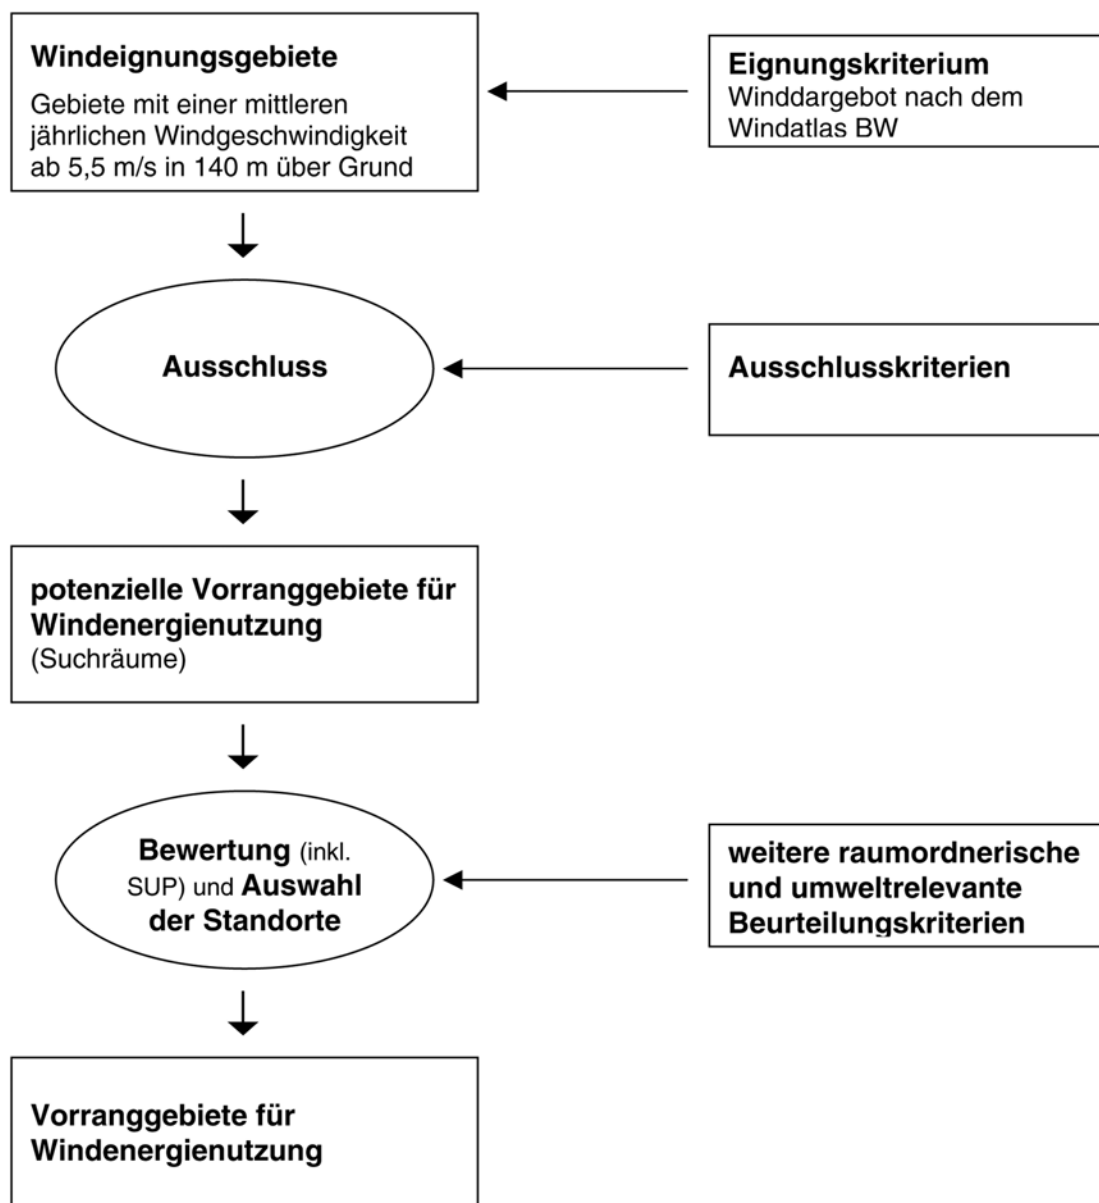 Windeignungsgebiete
Gebiete mit einer mittleren
jährlichen Windgeschwindigkeit
ab 5,5 m/s in 140 m über Grund
Eignungskriterium
Winddargebot nach dem
Windatlas BW
Ausschluss
Ausschlusskriterien
potenzielle Vorranggebiete für
Windenergienutzung
(Suchräume)
Bewertung (inkl.
SUP) und Auswahl
der Standorte
weitere raumordnerische
und umweltrelevante
Beurteilungskriterien
Vorranggebiete für
Windenergienutzung